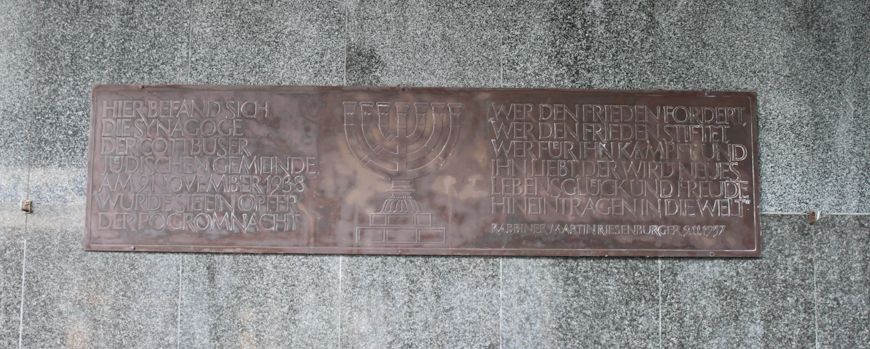 HIER BEFAND SICH
DIE SYNAGOGE
DER COTTBUSER
JÜDISCHEN GEMEINDE.
AM 9. NOVEMBER 1938
WURDE SIE EIN OPFER
DER POGROMNACHT
WER DEN FRIEDEN FÖRDERT,
WER DEN FRIEDEN STIFTET,
WER FÜR IHN KÄMPFT UND
IHN LIEBT, DER WIRD NEUES
LEBENSGLÜCK UND FREUDE
HINEINTRAGEN IN DIE WELT
RABBINER MARTIN RIESENBURGER 9.11.1957